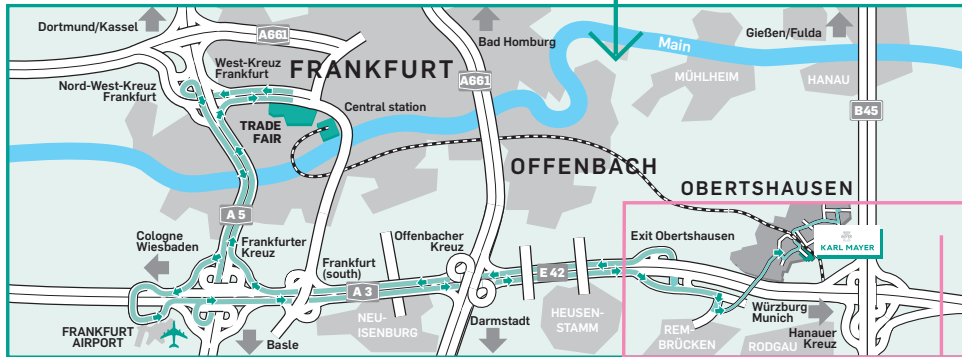 Dortmund/Kassel
A661
Bad Homburg
Main
Gießen/Fulda
West-Kreuz
Frankfurt
FRANKFURT
A661
MÜHLHEIM
HANAU
Nord-West-Kreuz
Frankfurt
Central station
B45
TRADE
FAIR
OFFENBACH
OBERTSHAUSEN
A 5
Cologne
Wiesbaden
Frankfurter
Kreuz
Offenbacher
Kreuz
Exit Obertshausen
KARL MAYER
Frankfurt
(south)
E 42
A 3
NEU-
ISENBURG
HEUSEN-
STAMM
Würzburg
Munich
FRANKFURT
AIRPORT
Basle
Darmstadt
REM-
BRÜCKEN
RODGAU
Hanauer
Kreuz